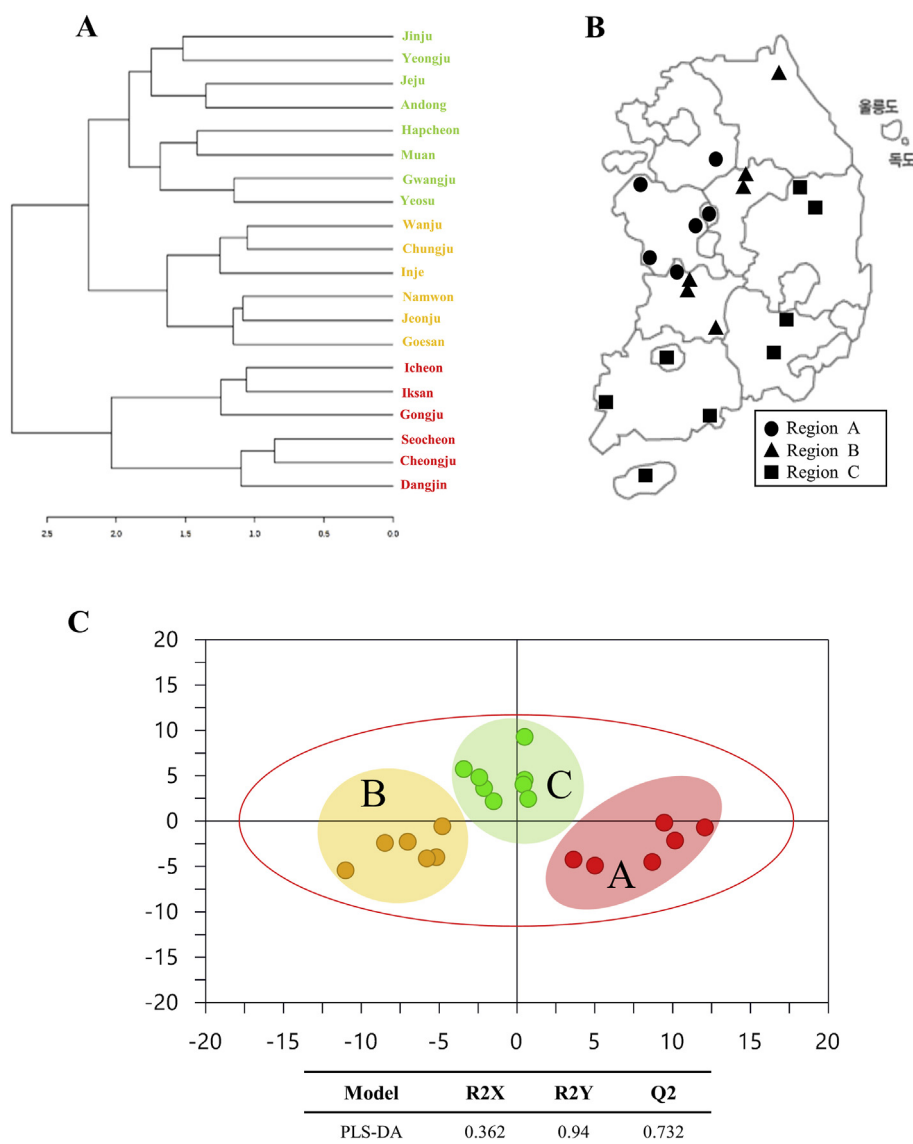 A
Jinju
Yeongju
Jeju
Andong
Hapcheon
Muan
Gwangju
Yeosu
Wanju
Chungju
Inje
Namwon
Jeonju
Goesan
Icheon
Iksan
Gongju
Seocheon
Cheongju
Dangjin
2.5 2.0 1.5 1.0 0.5 0.0
B
울릉도
독도
Region A
Region B
Region C
C
20
15
10
5
0
-5
-10
-15
-20
B
C
A
-20 -15 -10 -5 0 5 10 15 20
Model R2X R2Y Q2
PLS-DA 0.362 0.94 0.732